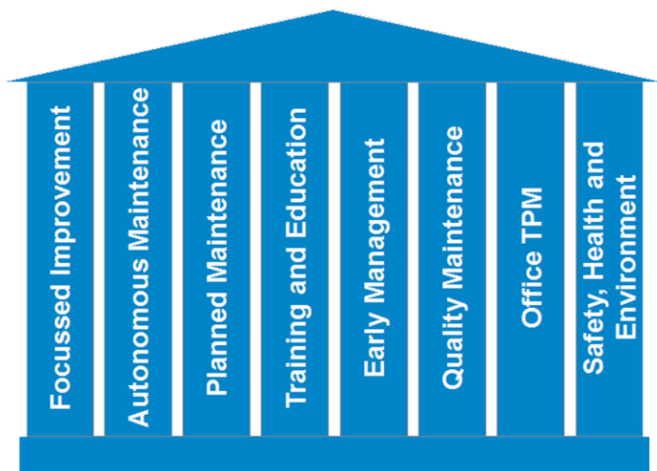 Focussed Improvement
Autonomous Maintenance
Planned Maintenance
Training and Education
Early Management
Quality Maintenance
Office TPM
Safety, Health and
Environment